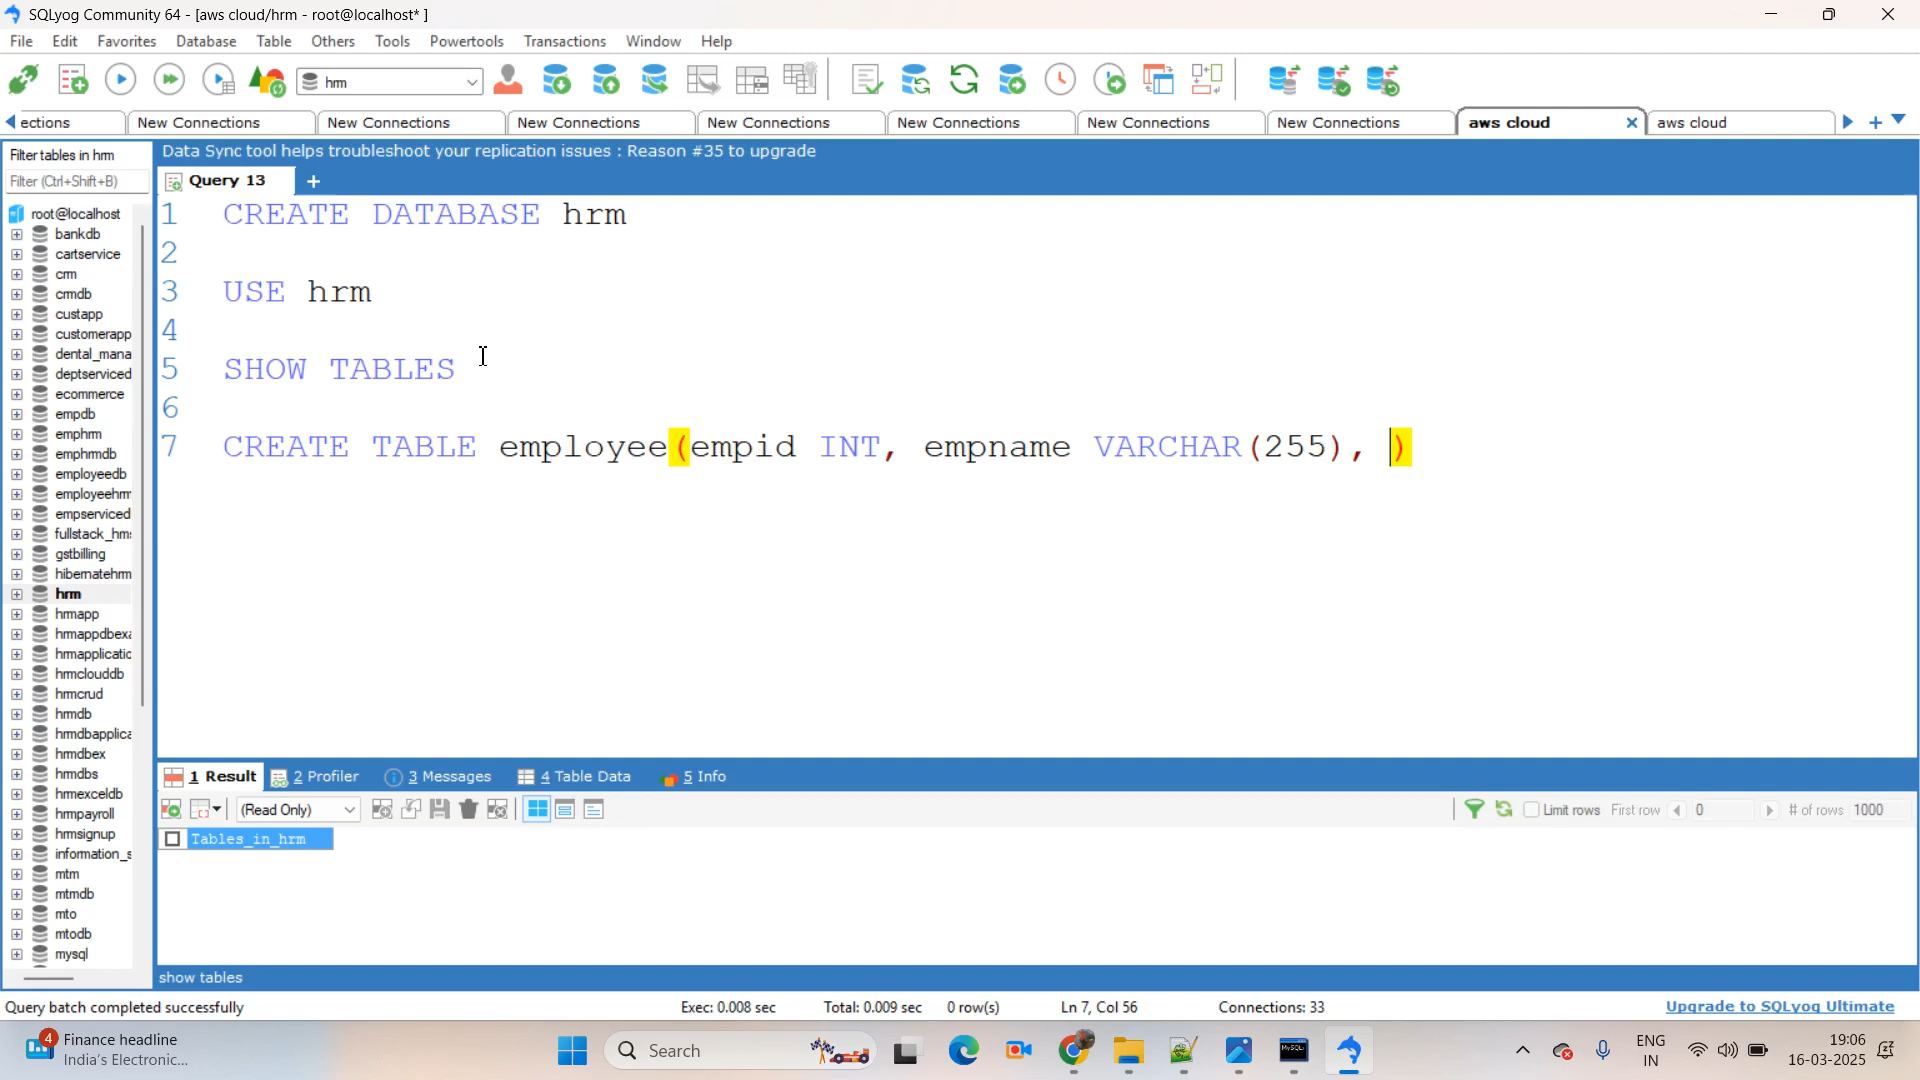 SQLyog Community 64 - [aws cloud/hrm - root@localhost* ]
File Edit Favorites Database Table Others Tools Powertools Transactions Window Help
hrm
ections New Connections New Connections New Connections New Connections New Connections New Connections New Connections aws cloud aws cloud
Filter tables in hrm
Filter (Ctrl+Shift+B)
root@localhost
bankdb
cartservice
crm
crmdb
custapp
customerapp
dental_mana
deptserviced
ecommerce
empdb
emphrm
emphrmdb
employeedb
employeehrm
empserviced
fullstack_hm
gstbilling
hibernatehrm
hrm
hrmapp
hrmappdbex
hrmapplicatic
hrmclouddb
hrmcrud
hrmdb
hrmdbapplica
hrmdbex
hrmdbs
hrmexceldb
hrmpayroll
hrmsignup
information_s
mtm
mtmdb
mto
mtodb
mysql
Data Sync tool helps troubleshoot your replication issues : Reason #35 to upgrade
Query 13
1 CREATE DATABASE hrm
2
3 USE hrm
4
5 SHOW TABLES
6
7 CREATE TABLE employee(empid INT, empname VARCHAR(255), )
1 Result 2 Profiler 3 Messages 4 Table Data 5 Info
(Read Only) Limit rows First row 0 # of rows 1000
Tables_in_hrm
show tables
Query batch completed successfully Exec: 0.008 sec Total: 0.009 sec 0 row(s) Ln 7, Col 56 Connections: 33 Upgrade to SQLyog Ultimate
4 Finance headline
India's Electronic...
Search
MySQL
ENG
IN
19:06
16-03-2025